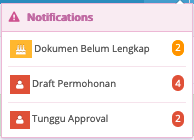 Notifications
Dokumen Belum Lengkap 2
Draft Permohonan 4
Tunggu Approval 2